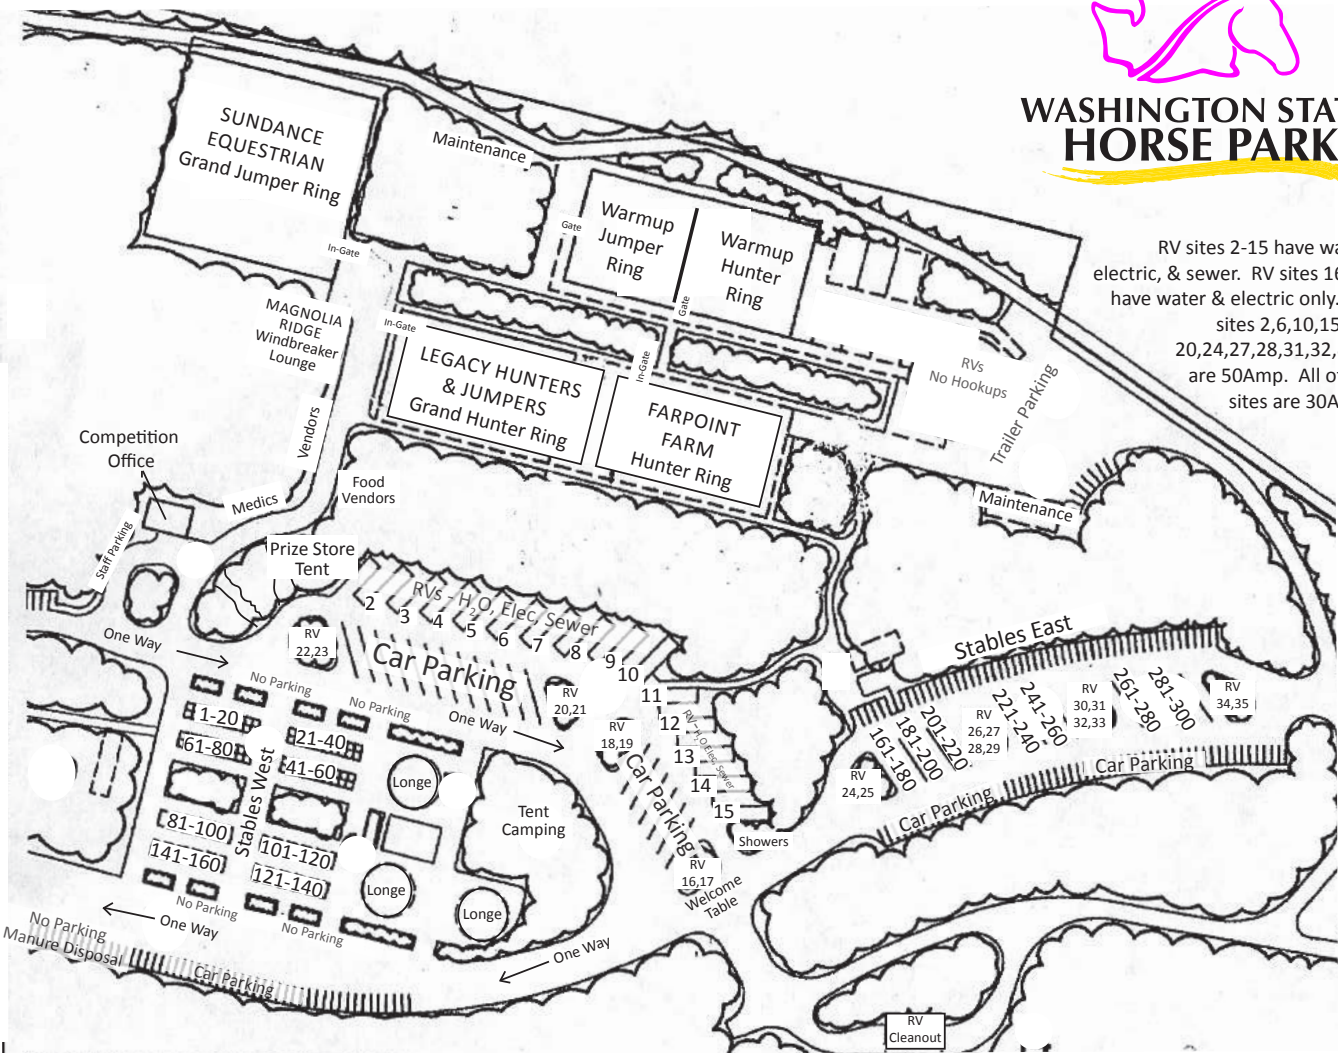 WASHINGTON STAT
HORSE PARK
RV sites 2-15 have wa
electric, & sewer. RV sites 16
have water & electric only.
sites 2,6,10,15
20,24,27,28,31,32,
are 50Amp. All o
sites are 30A
SUNDANCE
EQUESTRIAN
Grand Jumper Ring
Maintenance
In-Gate
Gate
Warmup
Jumper
Ring
Warmup
Hunter
Ring
Gate
MAGNOLIA
RIDGE
Windbreaker
Lounge
In-Gate
LEGACY HUNTERS
& JUMPERS
Grand Hunter Ring
In-Gate
FARPOINT
FARM
Hunter Ring
RVs
No Hookups
Trailer Parking
Maintenance
Vendors
Competition
Office
Food
Vendors
Medics
Staff Parking
Prize Store
Tent
RVs - H2O, Elec. Sewer
2
3
4
5
6
7
8
9
10
11
12
13
14
15
RVs H2O Elec. Sewer
One Way
RV
22,23
Car Parking
RV
20,21
No Parking
No Parking
One Way
RV
18,19
Car Parking
1-20
61-80
21-40
41-60
Stables West
81-100
141-160
101-120
121-140
Longe
Longe
Longe
Tent
Camping
Showers
RV
16,17
Welcome
Table
Stables East
RV
24,25
161-180
181-200
201-220
RV
26,27
28,29
221-240
241-260
RV
30,31
32,33
261-280
281-300
RV
34,35
Car Parking
Car Parking
No Parking
No Parking
One Way
No Parking
Manure Disposal
Car Parking
One Way
RV
Cleanout